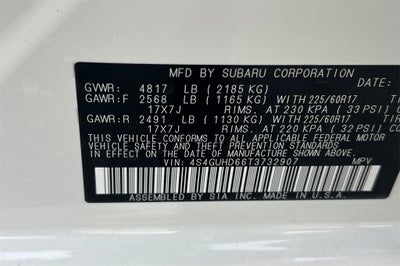 MFD BY SUBARU CORPORATION DATE:
GVWR: 4817 LB ( 2185 KG)
GAWR:F 2568 LB ( 1165 KG) WITH 225/60R17 TIR
17X7J RIMS. AT 230 KPA ( 33 PSI) C
GAWR:R 2491 LB ( 1130 KG) WITH 225/60R17 TIR
17X7J RIMS. AT 220 KPA ( 32 PSI) C
THIS VEHICLE CONFORMS TO ALL APPLICABLE FEDERAL MOTOR
VEHICLE SAFETY AND THEFT PREVENTION STANDARDS
IN EFFECT ON THE DATE OF MANUFACTURE SHOWN ABOVE.
VIN: 4S4GUHD66T3732907 MPV
ASSEMBLED BY SIA INC. MADE IN U.S.A.